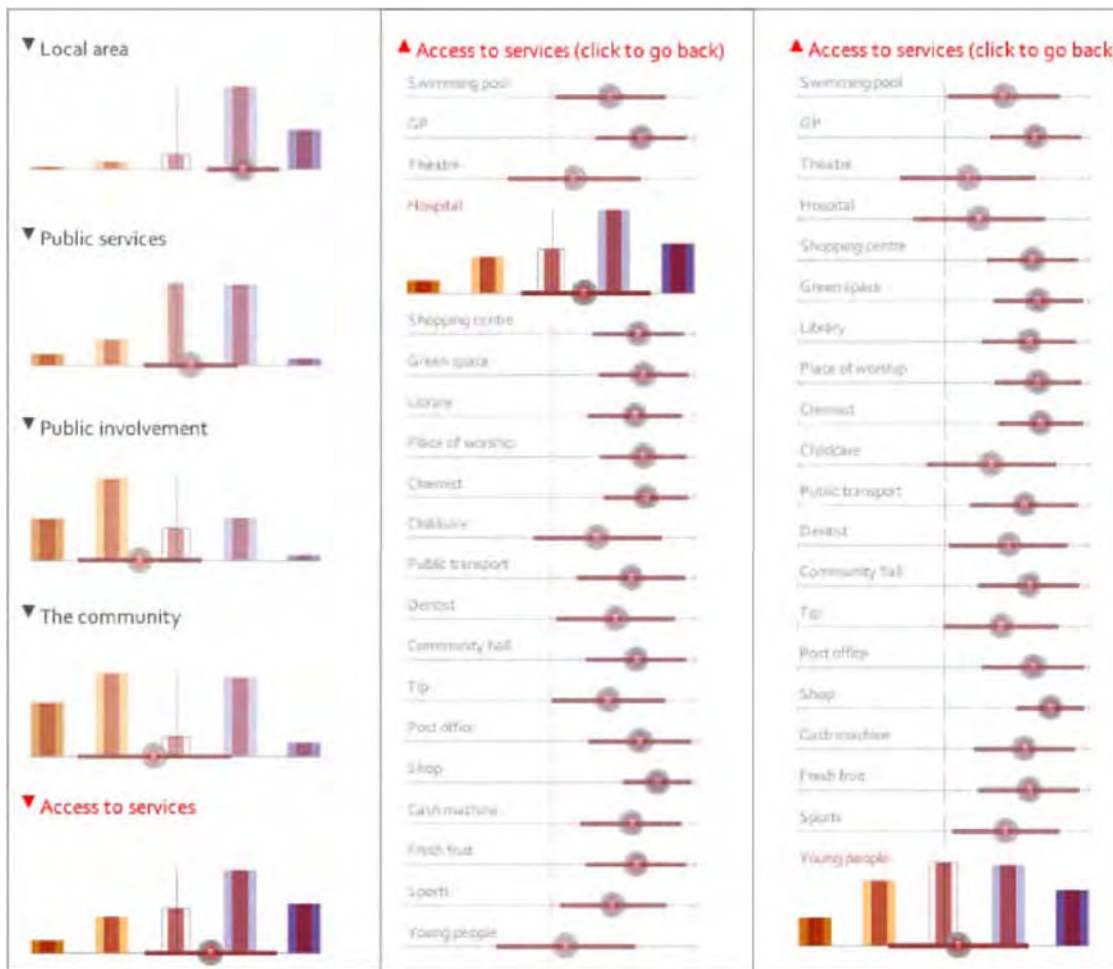 ▼ Local area
▼ Public services
▼ Public involvement
▼ The community
▼ Access to services
▲ Access to services (click to go back)
Swimming pool
GP
Theatre
Hospital
Shopping centre
Green space
Library
Place of worship
Chemist
Childcare
Public transport
Dentist
Community hall
Tip
Post office
Shop
Cash machine
Fresh fruit
Sports
Young people
▲ Access to services (click to go back
Swimming pool
GP
Theatre
Hospital
Shopping centre
Green space
Library
Place of worship
Chemist
Childcare
Public transport
Dentist
Community hall
Tip
Post office
Shop
Cash machine
Fresh fruit
Sports
Young people